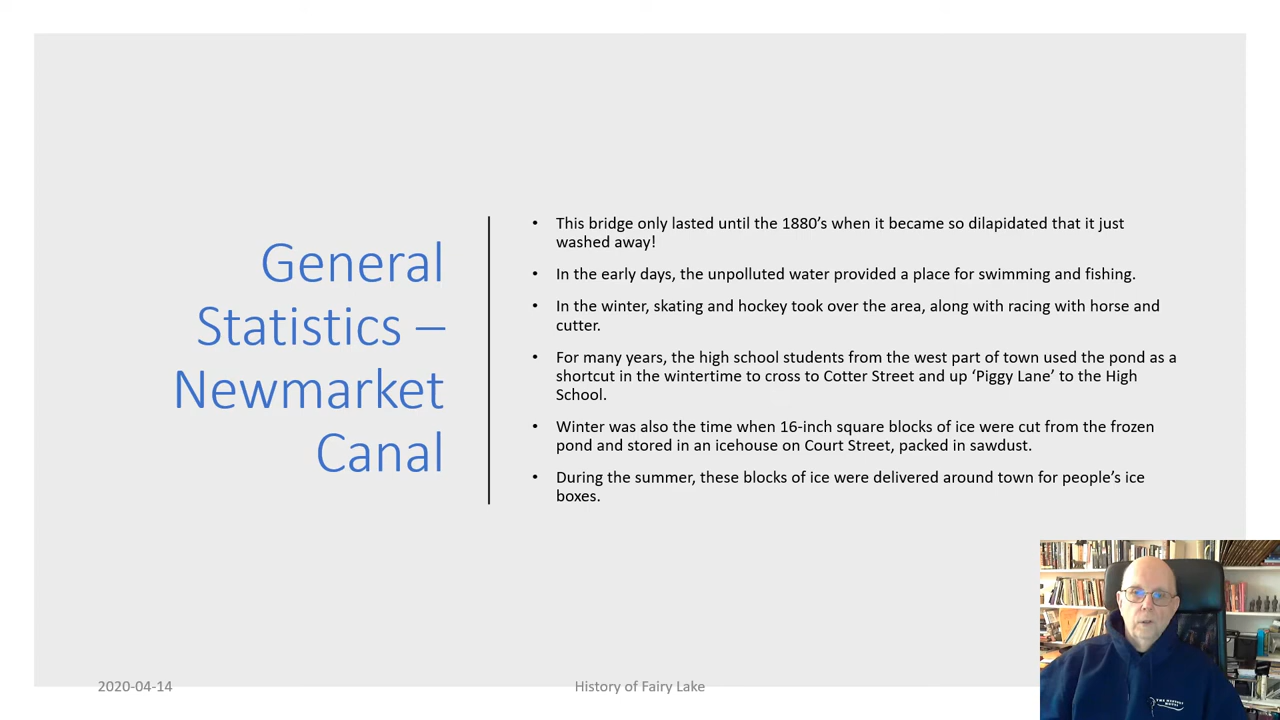 General
Statistics –
Newmarket
Canal
• This bridge only lasted until the 1880’s when it became so dilapidated that it just
washed away!
• In the early days, the unpolluted water provided a place for swimming and fishing.
• In the winter, skating and hockey took over the area, along with racing with horse and
cutter.
• For many years, the high school students from the west part of town used the pond as a
shortcut in the wintertime to cross to Cotter Street and up ‘Piggy Lane’ to the High
School.
• Winter was also the time when 16-inch square blocks of ice were cut from the frozen
pond and stored in an icehouse on Court Street, packed in sawdust.
• During the summer, these blocks of ice were delivered around town for people’s ice
boxes.
2020-04-14
History of Fairy Lake